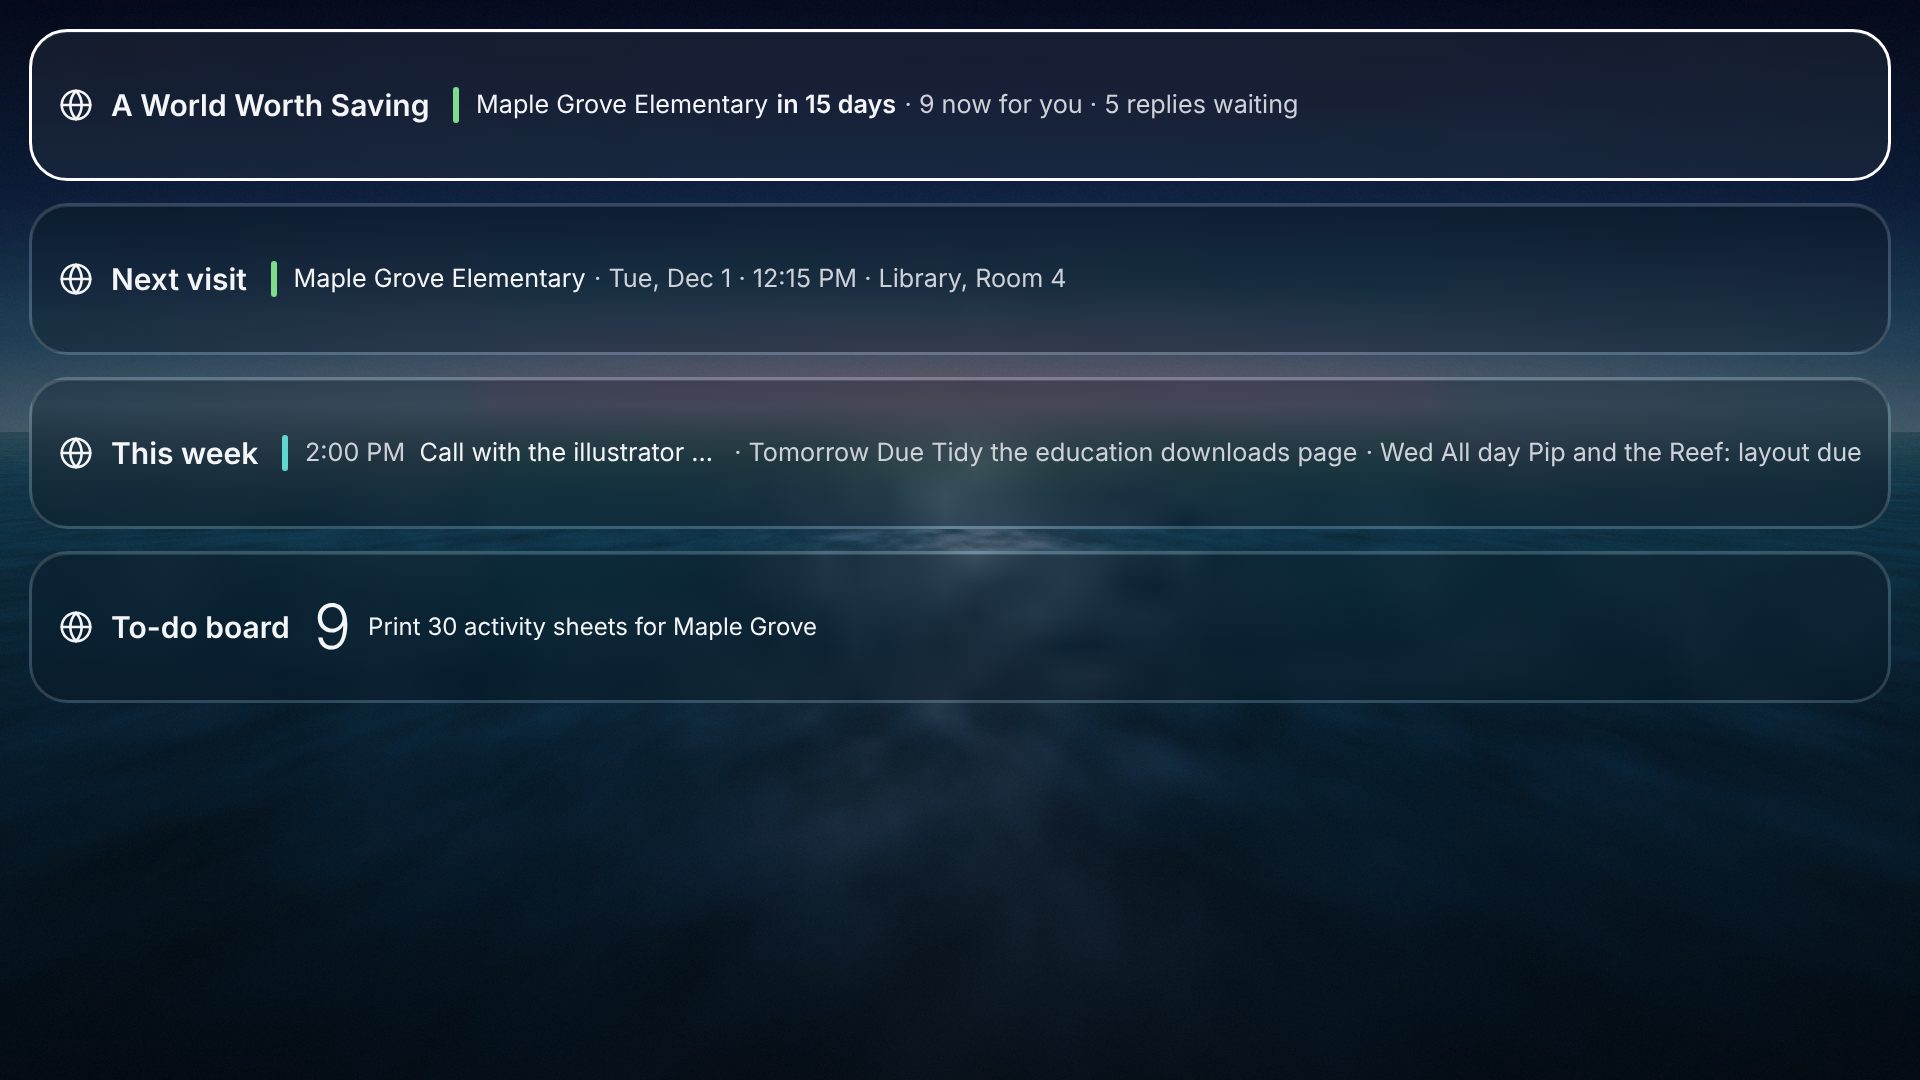 A World Worth Saving Maple Grove Elementary in 15 days · 9 now for you · 5 replies waiting
Next visit Maple Grove Elementary · Tue, Dec 1 · 12:15 PM · Library, Room 4
This week 2:00 PM Call with the illustrator ... · Tomorrow Due Tidy the education downloads page · Wed All day Pip and the Reef: layout due
To-do board 9 Print 30 activity sheets for Maple Grove